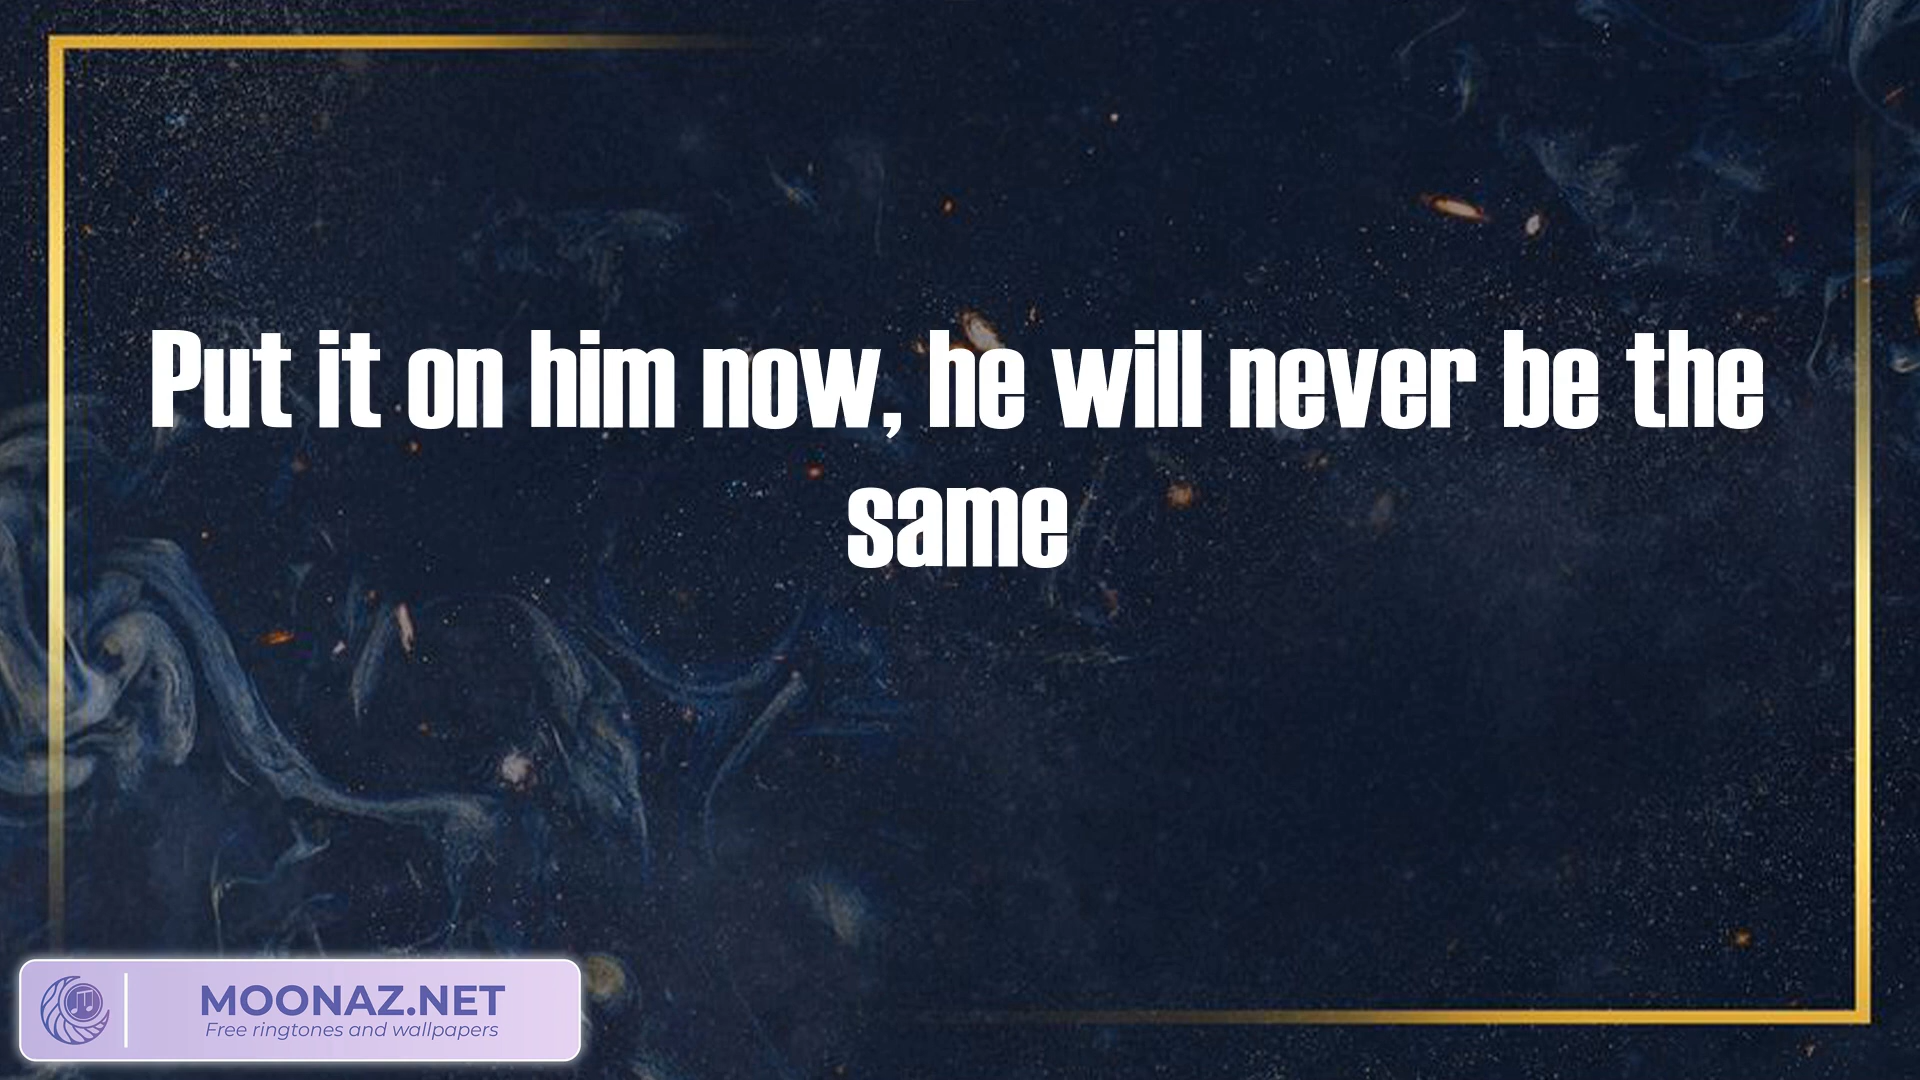 Put it on him now, he will never be the
same
MOONAZ.NET
Free ringtones and wallpapers